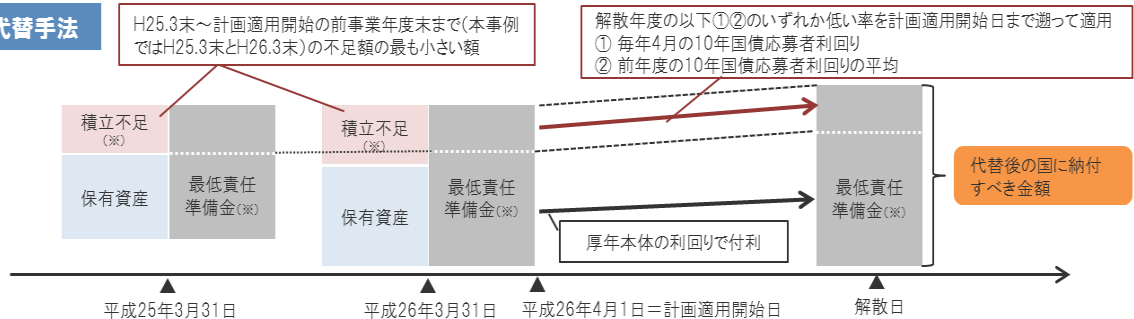 代替手法
H25.3末～計画適用開始の前事業年度末まで（本事例
ではH25.3末とH26.3末）の不足額の最も小さい額
解散年度の以下①②のいずれか低い率を計画適用開始日まで遡って適用
① 毎年4月の10年国債応募者利回り
② 前年度の10年国債応募者利回りの平均
積立不足
(※)
保有資産
最低責任
準備金(※)
積立不足
(※)
保有資産
最低責任
準備金(※)
厚年本体の利回りで付利
最低責任
準備金(※)
代替後の国に納付
すべき金額
平成25年3月31日
平成26年3月31日
平成26年4月1日＝計画適用開始日
解散日